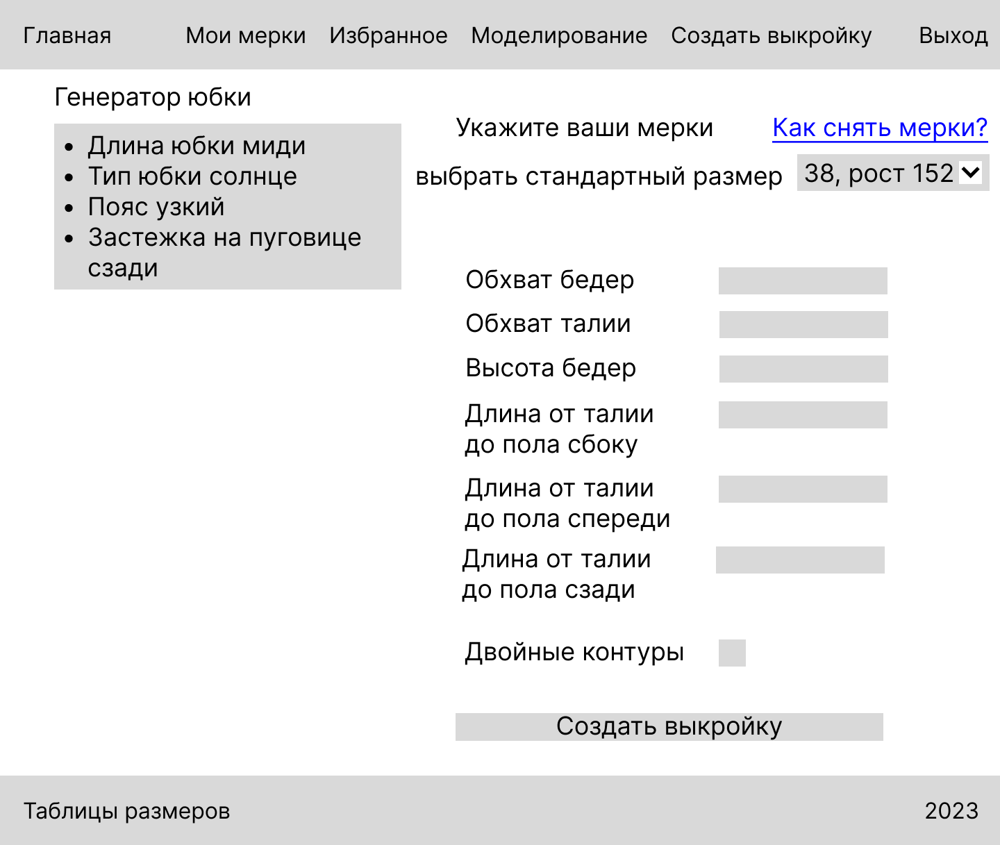 Главная Мои мерки Избранное Моделирование Создать выкройку Выход
Генератор юбки
• Длина юбки миди
• Тип юбки солнце
• Пояс узкий
• Застежка на пуговице
сзади
Укажите ваши мерки Как снять мерки?
выбрать стандартный размер 38, рост 152
Обхват бедер
Обхват талии
Высота бедер
Длина от талии
до пола сбоку
Длина от талии
до пола спереди
Длина от талии
до пола сзади
Двойные контуры
Создать выкройку
Таблицы размеров 2023